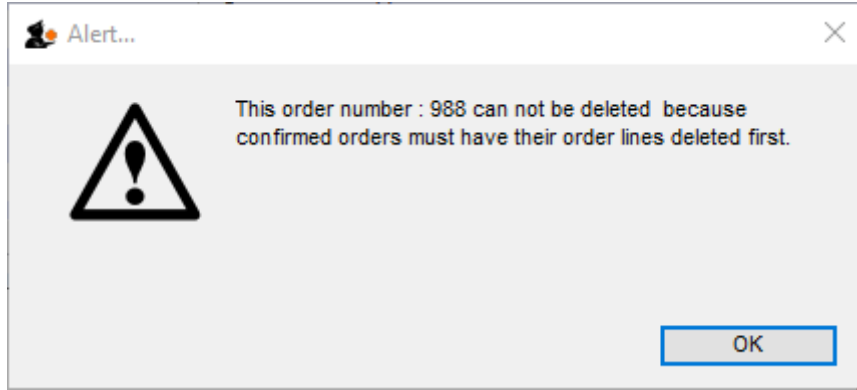 Alert...
This order number : 988 can not be deleted  because
confirmed orders must have their order lines deleted first.
OK